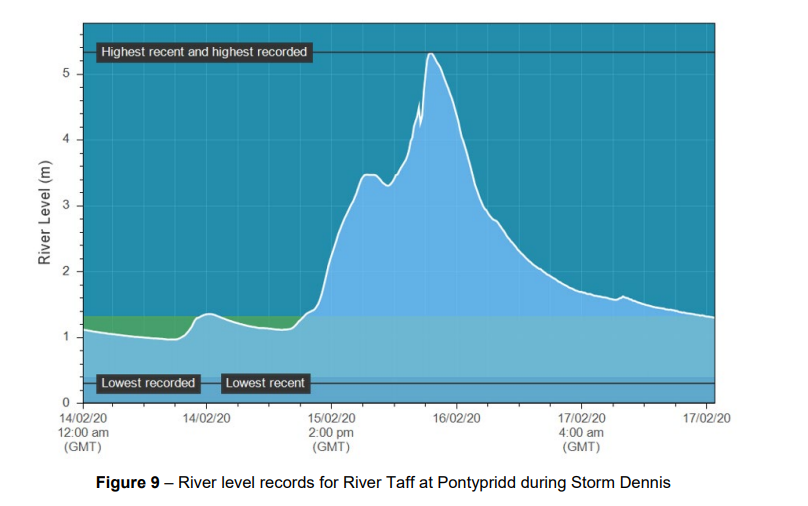 Highest recent and highest recorded
5
4
3
2
1
0
River Level (m)
Lowest recorded
Lowest recent
14/02/20
12:00 am
(GMT)
14/02/20
15/02/20
2:00 pm
(GMT)
16/02/20
17/02/20
4:00 am
(GMT)
17/02/20
Figure 9 – River level records for River Taff at Pontypridd during Storm Dennis